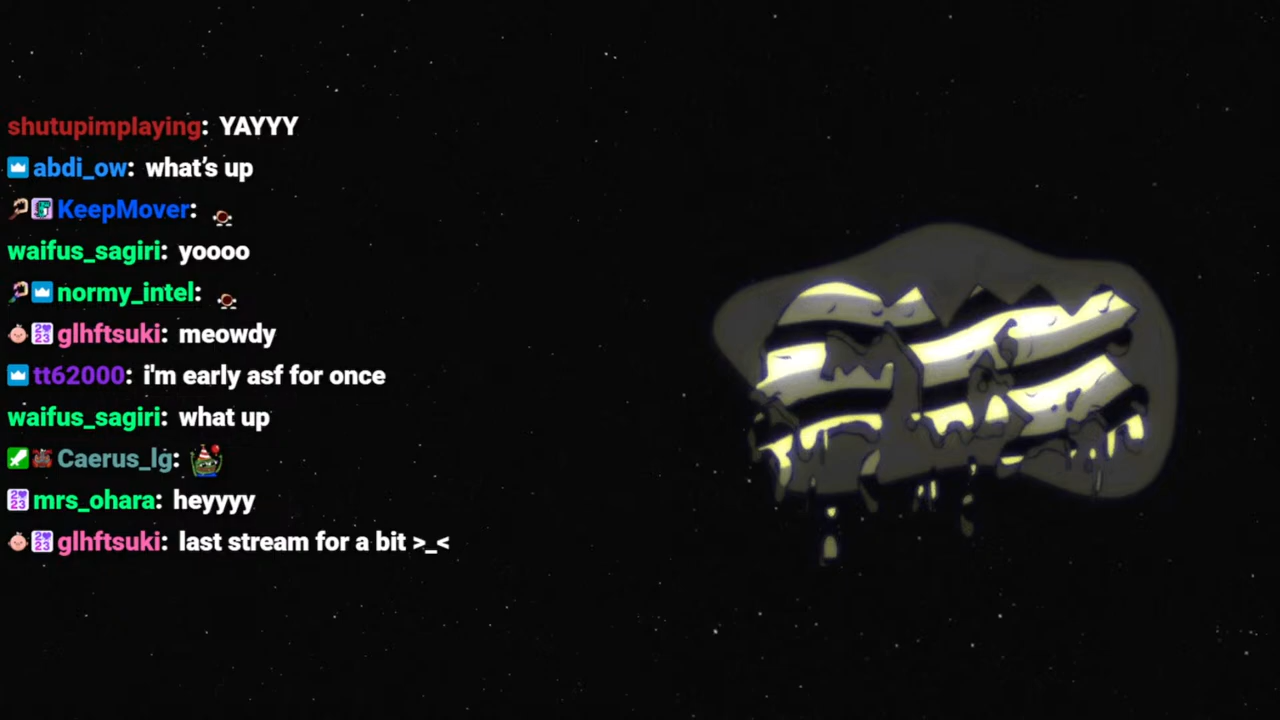 shutupimplaying: YAYYY
abdi_ow: what’s up
KeepMover:
waifus_sagiri: yoooo
normy_intel:
glhftsuki: meowdy
tt62000: i'm early asf for once
waifus_sagiri: what up
Caerus_lg:
mrs_ohara: heyyyy
glhftsuki: last stream for a bit >_<